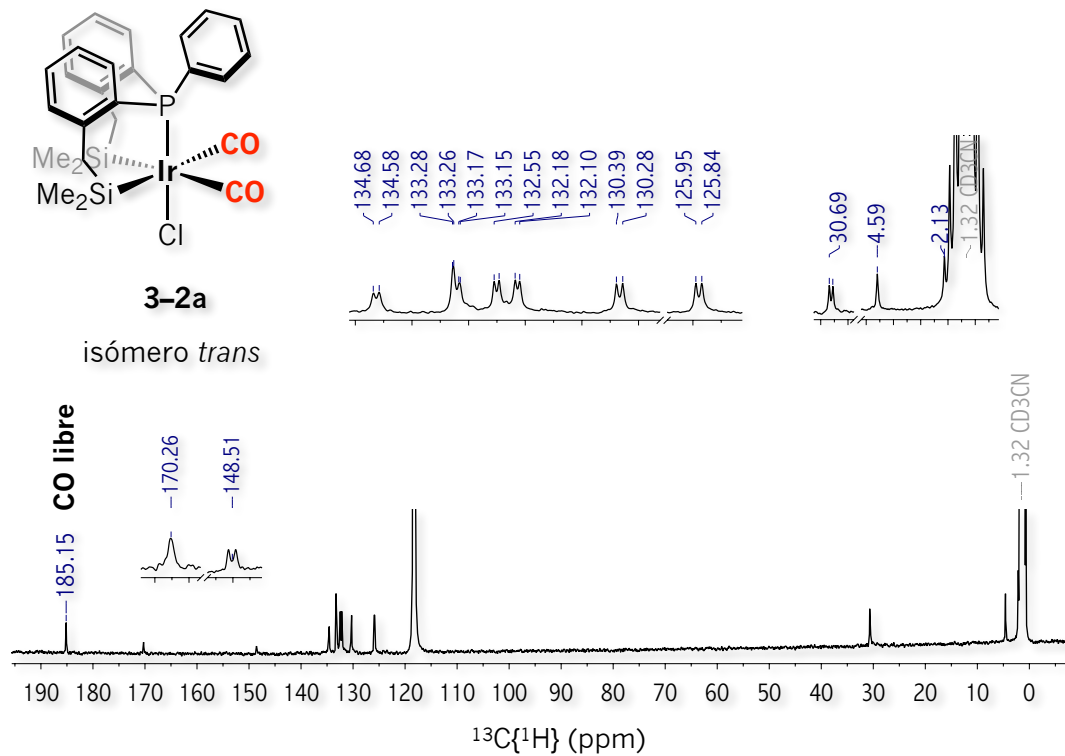 P
Me2Si
CO
Ir
CO
Me2Si
Cl
3–2a
isómero trans
134.68
134.58
133.28
133.26
133.17
133.15
132.55
132.18
132.10
130.39
130.28
125.95
125.84
30.69
4.59
2.13
1.32 CD3CN
CO libre
185.15
170.26
148.51
1.32 CD3CN
190 180 170 160 150 140 130 120 110 100 90 80 70 60 50 40 30 20 10 0
13C{1H} (ppm)